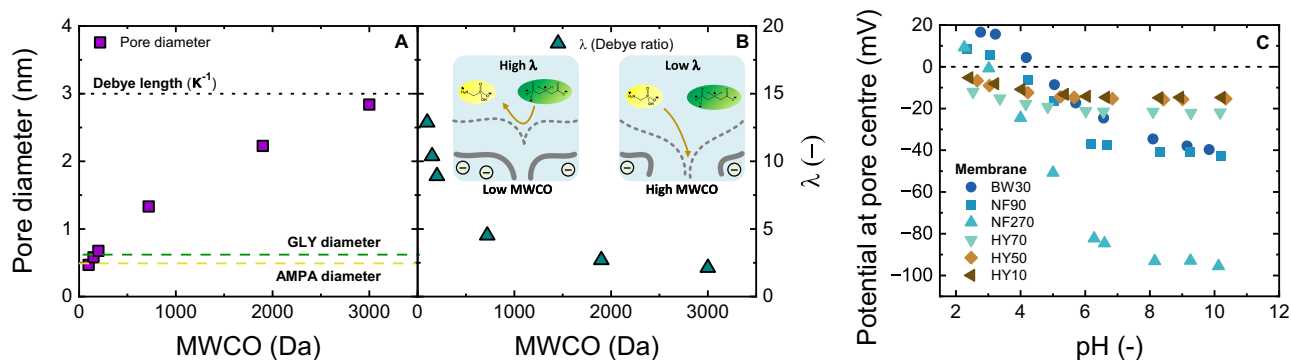 Pore diameter (nm)
5
4
3
2
1
0
Pore diameter
A
Debye length (κ⁻¹)
GLY diameter
AMPA diameter
0
1000
2000
3000
MWCO (Da)
λ (Debye ratio)
B
High λ
Low MWCO
Low λ
High MWCO
0
1000
2000
3000
MWCO (Da)
20
15
10
5
0
λ (–)
Potential at pore centre (mV)
20
0
−20
−40
−60
−80
−100
C
Membrane
BW30
NF90
NF270
HY70
HY50
HY10
2
4
6
8
10
12
pH (-)